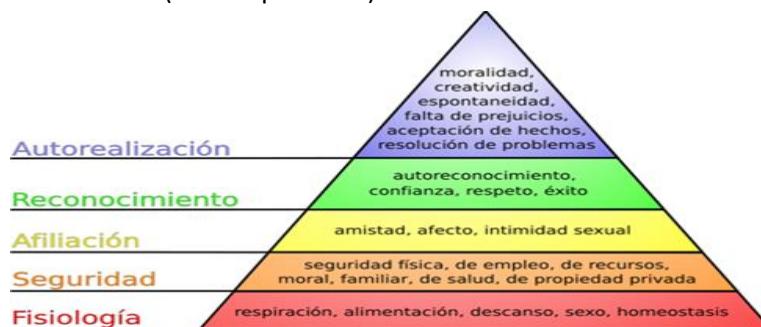 moralidad,
creatividad,
espontaneidad,
falta de prejuicios,
aceptación de hechos,
resolución de problemas
Autorealización
autoreconocimiento,
confianza, respeto, éxito
Reconocimiento
amistad, afecto, intimidad sexual
Afiliación
seguridad física, de empleo, de recursos,
moral, familiar, de salud, de propiedad privada
Seguridad
respiración, alimentación, descanso, sexo, homeostasis
Fisiología